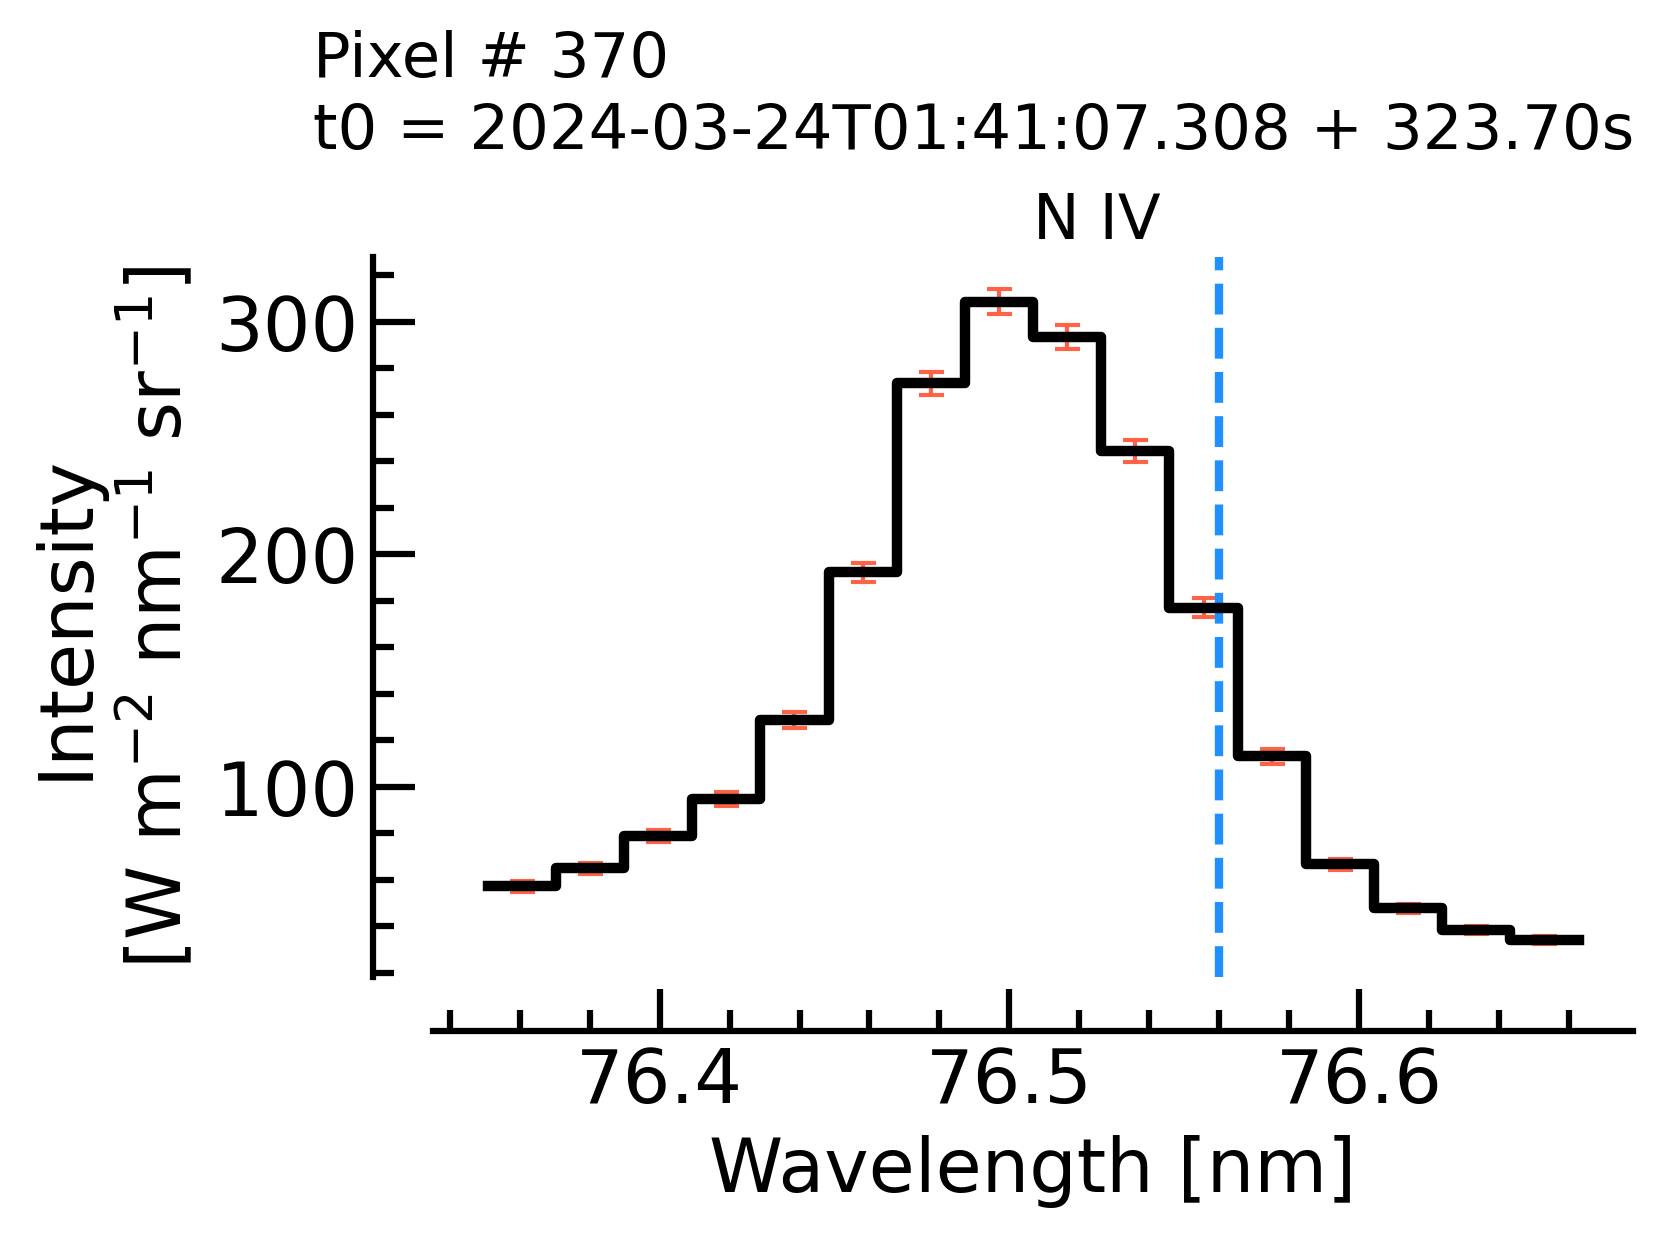 Pixel # 370
t0 = 2024-03-24T01:41:07.308 + 323.70s
N IV
Intensity
[W m⁻² nm⁻¹ sr⁻¹]
300
200
100
76.4 76.5 76.6
Wavelength [nm]